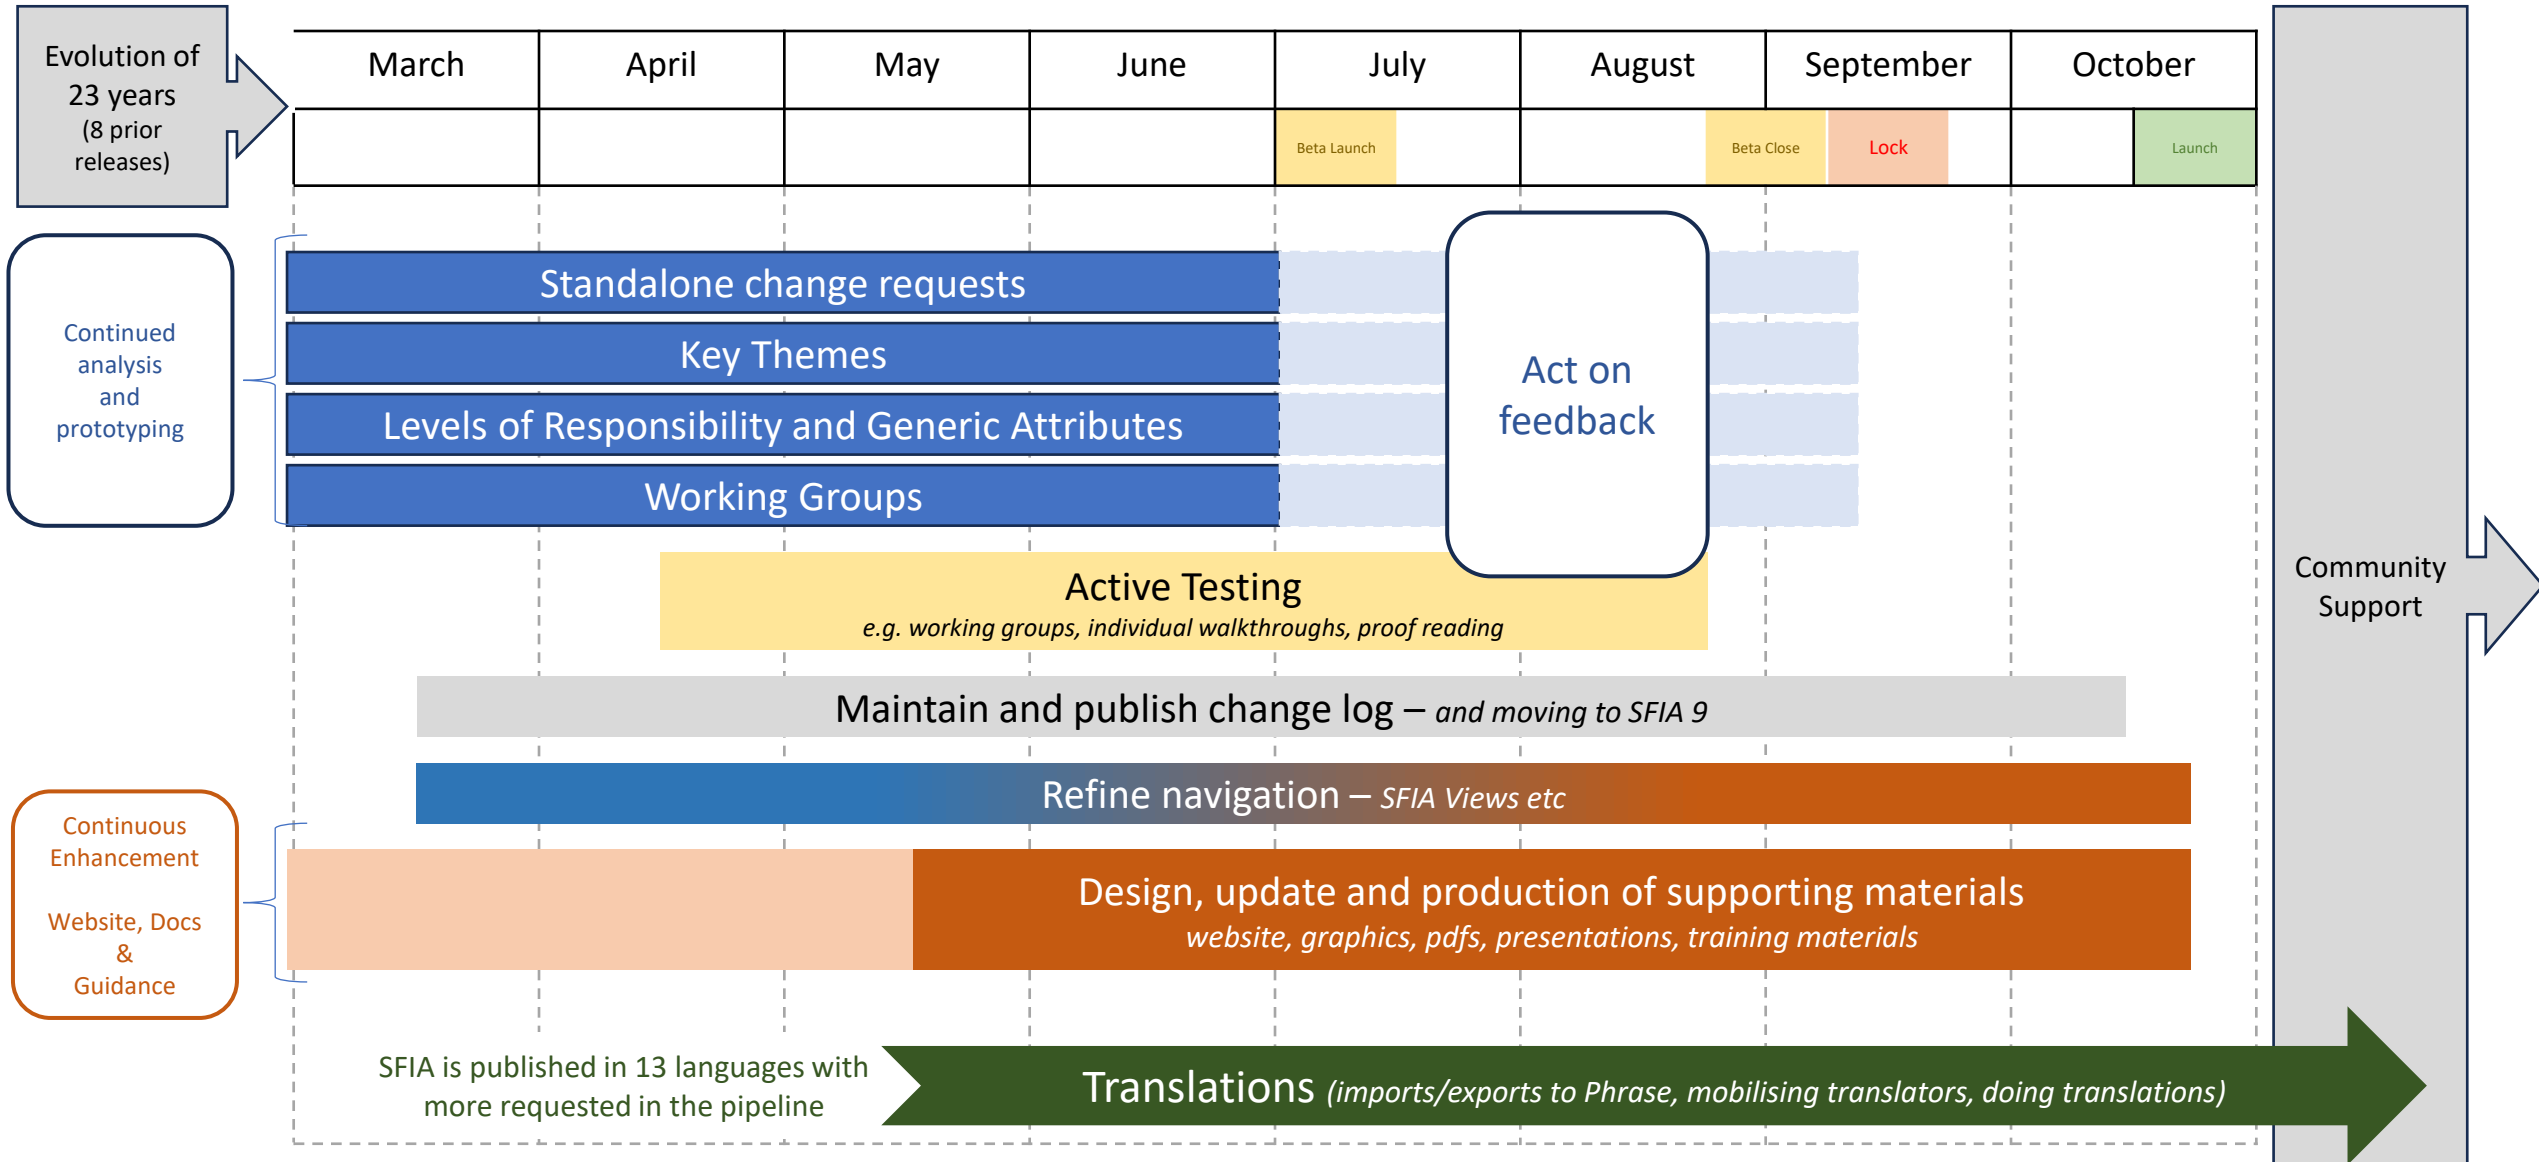 Evolution of
23 years
(8 prior
releases)
March
April
May
June
July
August
September
October
Beta Launch
Beta Close
Lock
Launch
Continued
analysis
and
prototyping
Standalone change requests
Key Themes
Levels of Responsibility and Generic Attributes
Working Groups
Act on
feedback
Active Testing
e.g. working groups, individual walkthroughs, proof reading
Maintain and publish change log – and moving to SFIA 9
Refine navigation – SFIA Views etc
Continuous
Enhancement
Website, Docs
&
Guidance
Design, update and production of supporting materials
website, graphics, pdfs, presentations, training materials
SFIA is published in 13 languages with
more requested in the pipeline
Translations (imports/exports to Phrase, mobilising translators, doing translations)
Community
Support